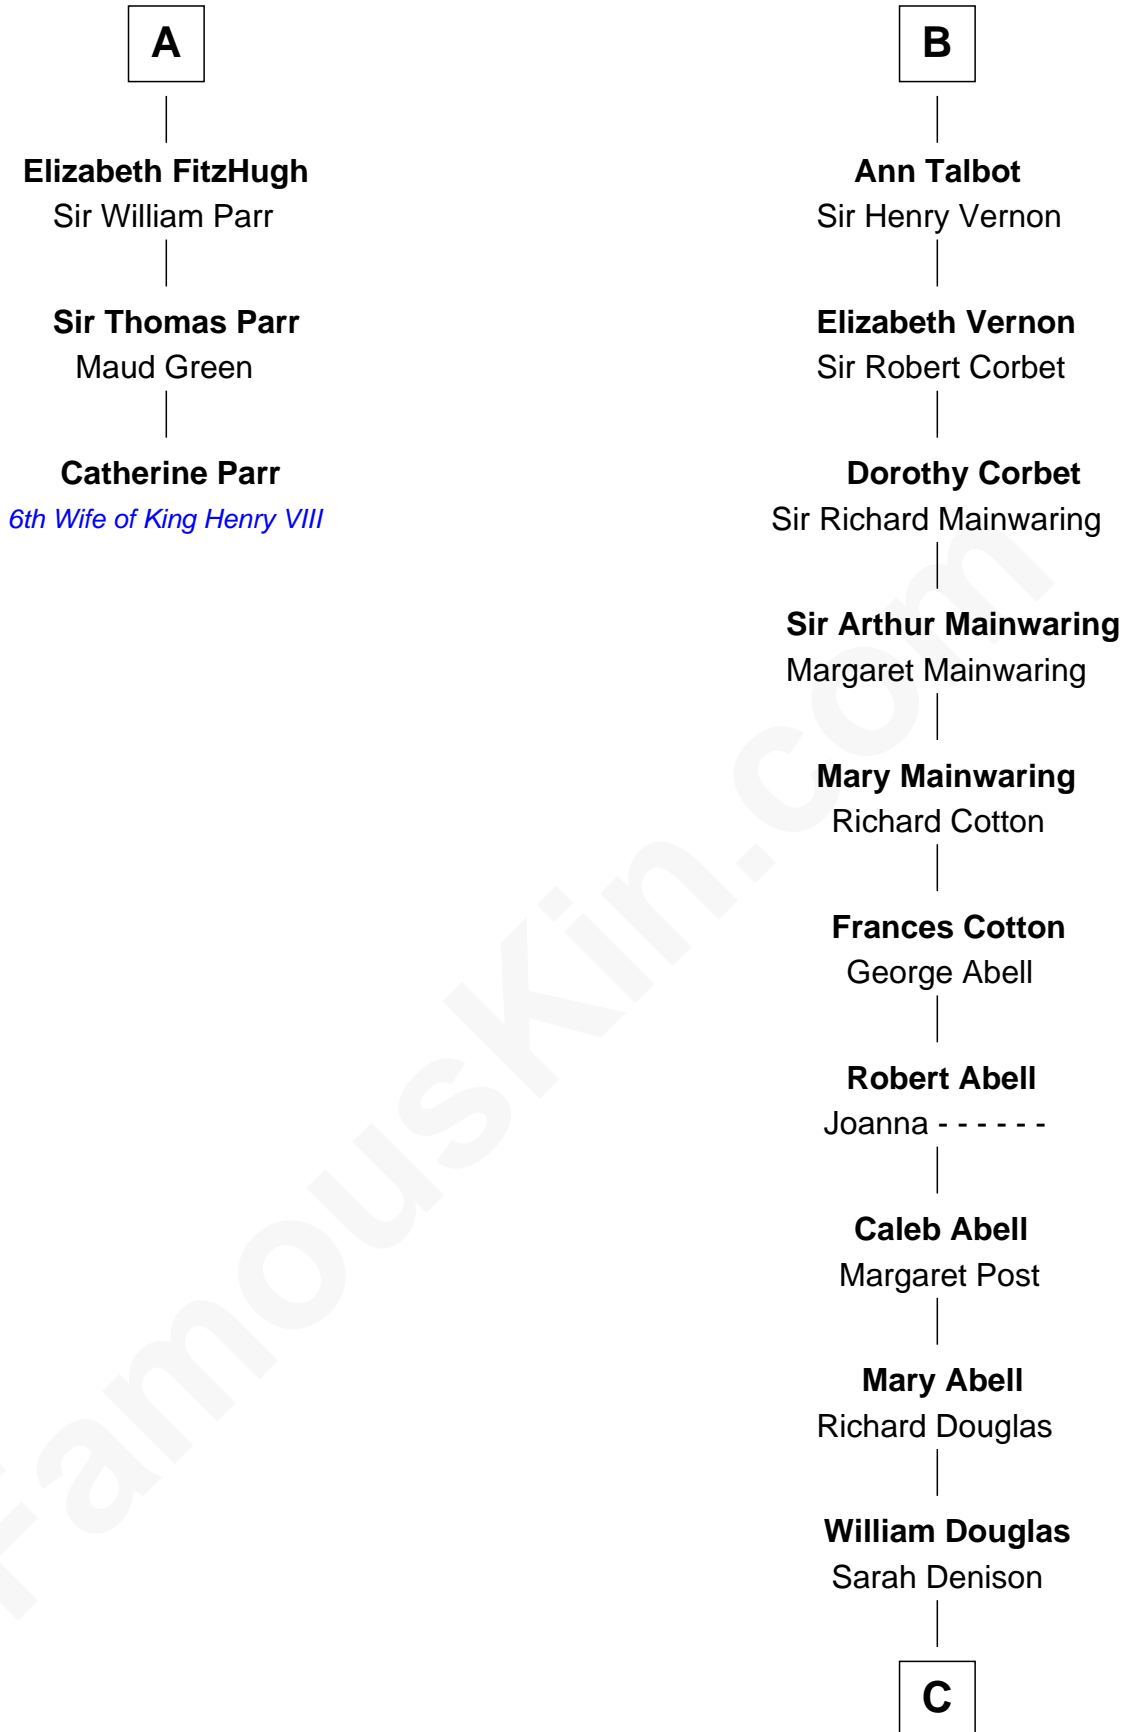 A
Elizabeth FitzHugh
Sir William Parr
Sir Thomas Parr
Maud Green
Catherine Parr
6th Wife of King Henry VIII
B
Ann Talbot
Sir Henry Vernon
Elizabeth Vernon
Sir Robert Corbet
Dorothy Corbet
Sir Richard Mainwaring
Sir Arthur Mainwaring
Margaret Mainwaring
Mary Mainwaring
Richard Cotton
Frances Cotton
George Abell
Robert Abell
Joanna - - - - - -
Caleb Abell
Margaret Post
Mary Abell
Richard Douglas
William Douglas
Sarah Denison
C
FamousKin.com